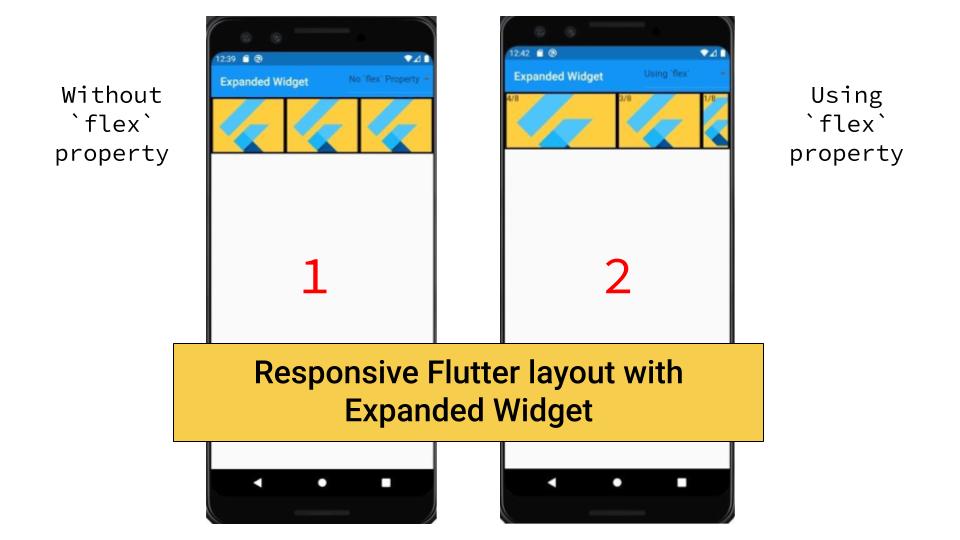 Without
`flex`
property
12:39
Expanded Widget
No `flex` Property
1
12:42
Expanded Widget
Using `flex`
4/8
3/8
1/8
2
Using
`flex`
property
Responsive Flutter layout with
Expanded Widget